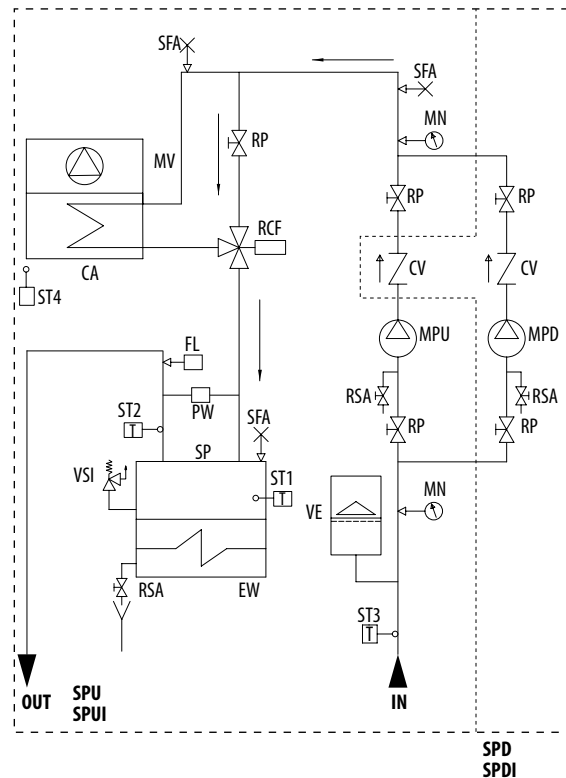 SFA
SFA
MN
MV
RP
RP
RP
RCF
CA
CV
CV
ST4
FL
MPU
MPD
PW
RSA
RSA
ST2
SFA
RP
RP
SP
VSI
ST1
T
T
VE
MN
RSA
EW
ST3
T
OUT
SPU
SPUI
IN
SPD
SPDI